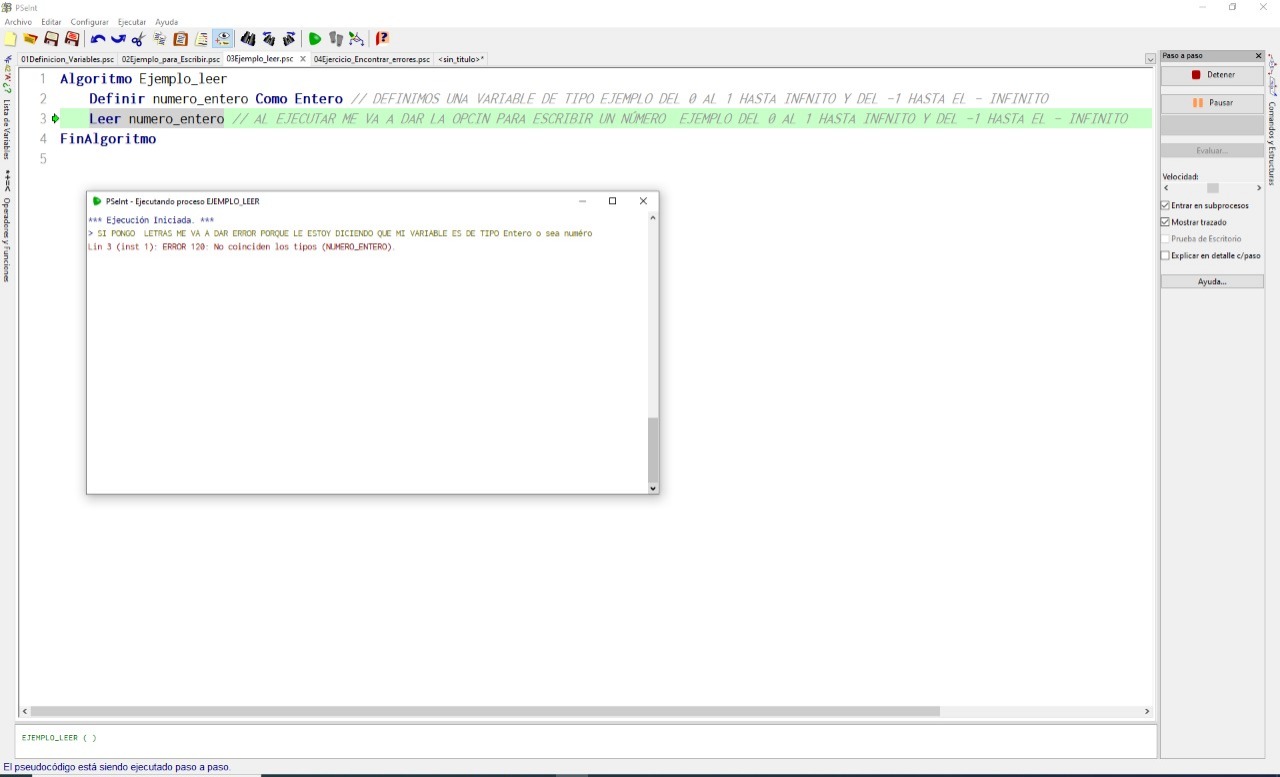 PSeInt
Archivo Editar Configurar Ejecutar Ayuda
01Definicion_Variables.psc 02Ejemplo_para_Escribir.psc 03Ejemplo_leer.psc 04Ejercicio_Encontrar_errores.psc <sin_titulo>*
Lista de Variables
Operadores y Funciones
1 Algoritmo Ejemplo_leer
2 Definir numero_entero Como Entero // DEFINIMOS UNA VARIABLE DE TIPO EJEMPLO DEL 0 AL 1 HASTA INFNITO Y DEL -1 HASTA EL - INFINITO
3 Leer numero_entero // AL EJECUTAR ME VA A DAR LA OPCIN PARA ESCRIBIR UN NÚMERO EJEMPLO DEL 0 AL 1 HASTA INFNITO Y DEL -1 HASTA EL - INFINITO
4 FinAlgoritmo
5
PSeInt - Ejecutando proceso EJEMPLO_LEER
*** Ejecución Iniciada. ***
> SI PONGO LETRAS ME VA A DAR ERROR PORQUE LE ESTOY DICIENDO QUE MI VARIABLE ES DE TIPO Entero o sea numéro
Lin 3 (inst 1): ERROR 120: No coinciden los tipos (NUMERO_ENTERO).
Paso a paso
Detener
Pausar
Evaluar...
Velocidad:
Entrar en subprocesos
Mostrar trazado
Prueba de Escritorio
Explicar en detalle c/paso
Ayuda...
Comandos y Estructuras
EJEMPLO_LEER ( )
El pseudocódigo está siendo ejecutado paso a paso.